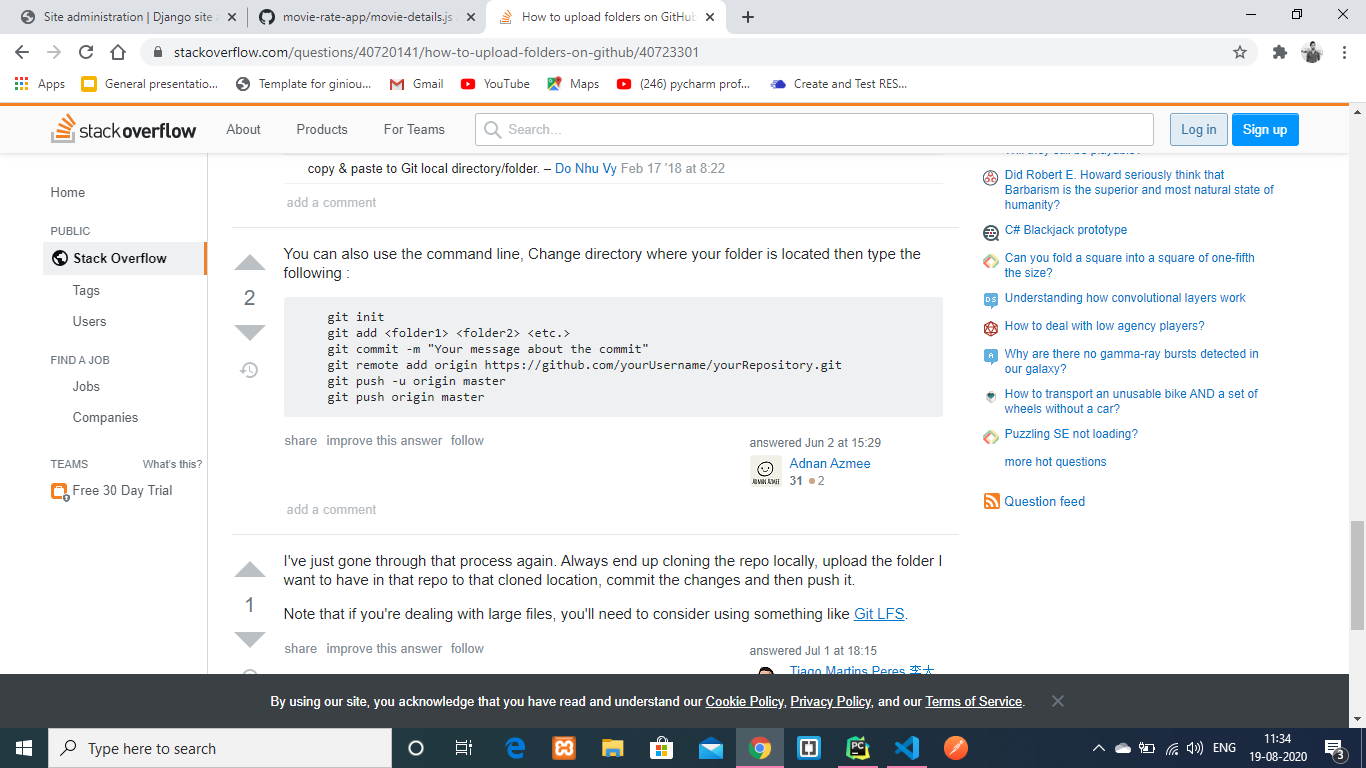 Site administration | Django site a
movie-rate-app/movie-details.js a
How to upload folders on GitHub
stackoverflow.com/questions/40720141/how-to-upload-folders-on-github/40723301
Apps
General presentatio...
Template for giniou...
Gmail
YouTube
Maps
(246) pycharm prof...
Create and Test RES...
stackoverflow
About
Products
For Teams
Search...
Log in
Sign up
Home
PUBLIC
Stack Overflow
Tags
Users
FIND A JOB
Jobs
Companies
TEAMS
What's this?
Free 30 Day Trial
copy & paste to Git local directory/folder. – Do Nhu Vy Feb 17 '18 at 8:22
add a comment
2
You can also use the command line, Change directory where your folder is located then type the
following :
git init
git add <folder1> <folder2> <etc.>
git commit -m "Your message about the commit"
git remote add origin https://github.com/yourUsername/yourRepository.git
git push -u origin master
git push origin master
share improve this answer follow
answered Jun 2 at 15:29
ADNAN AZMEE
Adnan Azmee
31 2
add a comment
1
I've just gone through that process again. Always end up cloning the repo locally, upload the folder I
want to have in that repo to that cloned location, commit the changes and then push it.
Note that if you're dealing with large files, you'll need to consider using something like Git LFS.
share improve this answer follow
answered Jul 1 at 18:15
Tiago Martins Peres 李大
Will they still be playable?
Did Robert E. Howard seriously think that
Barbarism is the superior and most natural state of
humanity?
C# Blackjack prototype
Can you fold a square into a square of one-fifth
the size?
DS
Understanding how convolutional layers work
How to deal with low agency players?
A
Why are there no gamma-ray bursts detected in
our galaxy?
How to transport an unusable bike AND a set of
wheels without a car?
Puzzling SE not loading?
more hot questions
Question feed
By using our site, you acknowledge that you have read and understand our Cookie Policy, Privacy Policy, and our Terms of Service.
Type here to search
PC
ENG
11:34
19-08-2020
3